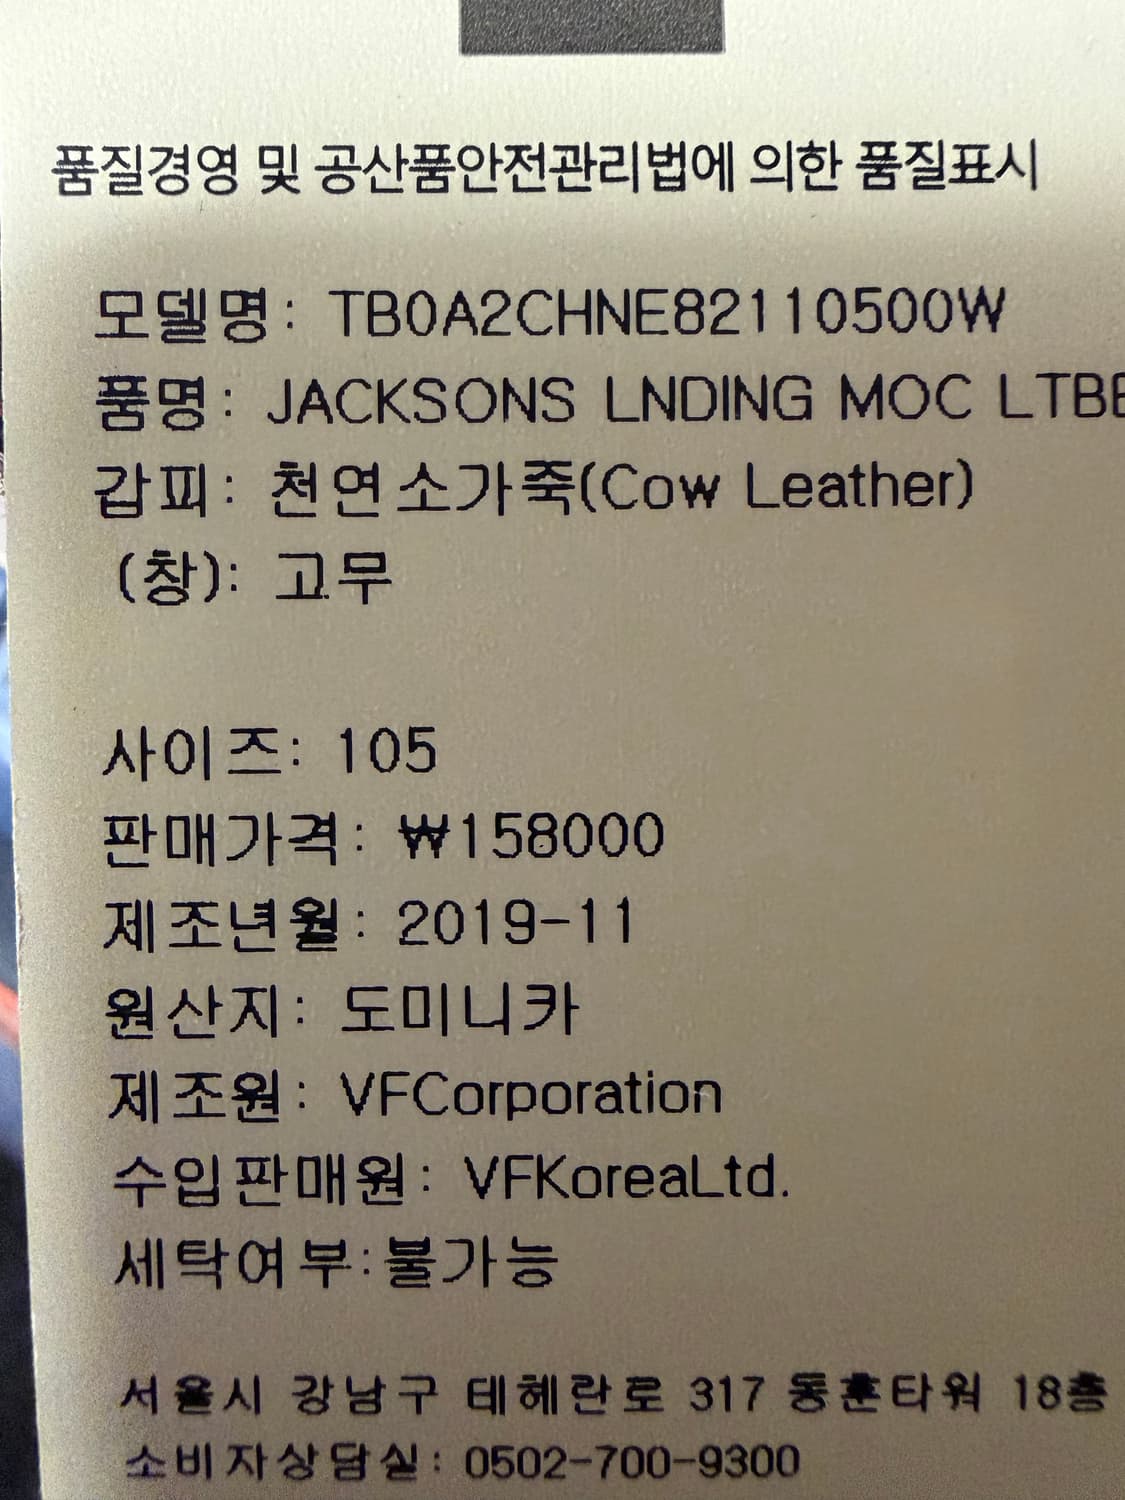 품질경영 및 공산품안전관리법에 의한 품질표시
모델명: TB0A2CHNE82110500W
품명: JACKSONS LNDING MOC
갑피: 천연소가죽(Cow Leather)
(창): 고무
사이즈: 105
판매가격: ₩158000
제조년월: 2019-11
원산지: 도미니카
제조원: VFCorporation
수입판매원: VFKoreaLtd.
세탁여부:불가능
서울시 강남구 테헤란로 317 동훈타워 18층
소비자상담실: 0502-700-9300